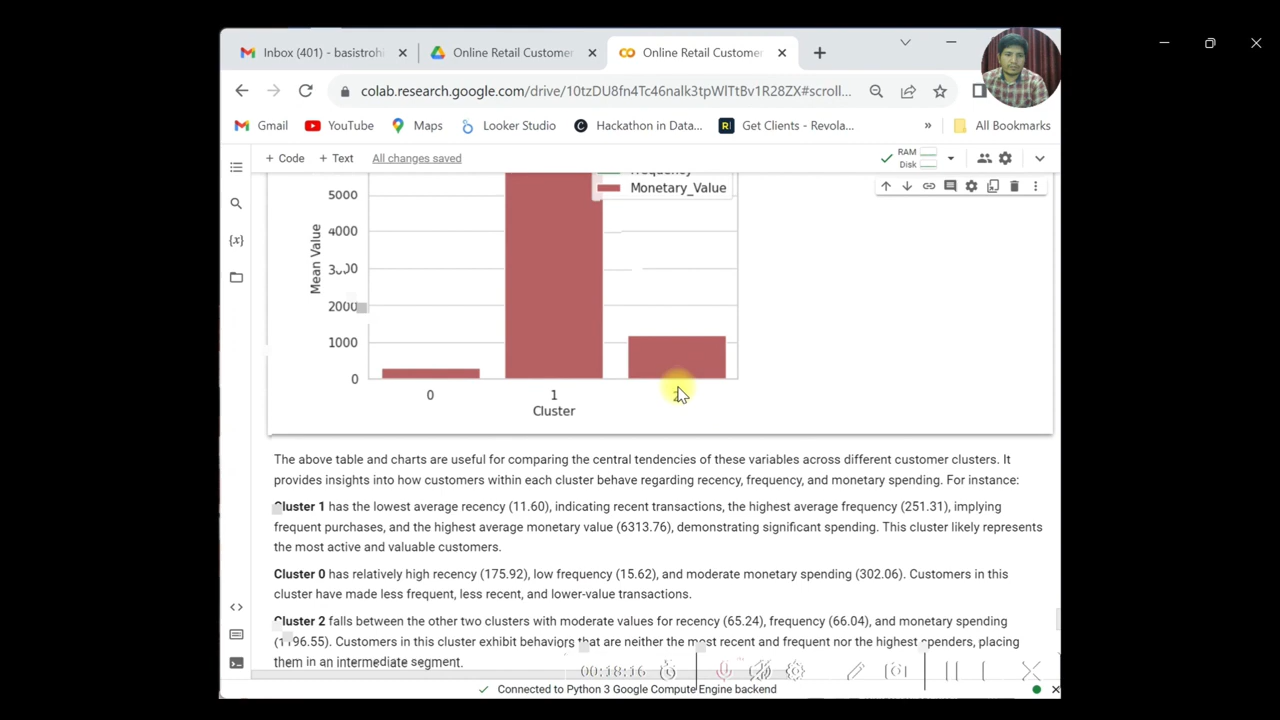 Inbox (401) - basistrohi
Online Retail Customer
Online Retail Custome
colab.research.google.com/drive/10tzDU8fn4Tc46nalk3tpWlTtBv1R28ZX#scroll...
Gmail YouTube Maps Looker Studio Hackathon in Data... Get Clients - Revola... » All Bookmarks
+ Code + Text All changes saved
RAM
Disk
Frequency
Monetary_Value
5000
4000
3000
2000
1000
0
Mean Value
0 1 2
Cluster
The above table and charts are useful for comparing the central tendencies of these variables across different customer clusters. It
provides insights into how customers within each cluster behave regarding recency, frequency, and monetary spending. For instance:
Cluster 1 has the lowest average recency (11.60), indicating recent transactions, the highest average frequency (251.31), implying
frequent purchases, and the highest average monetary value (6313.76), demonstrating significant spending. This cluster likely represents
the most active and valuable customers.
Cluster 0 has relatively high recency (175.92), low frequency (15.62), and moderate monetary spending (302.06). Customers in this
cluster have made less frequent, less recent, and lower-value transactions.
Cluster 2 falls between the other two clusters with moderate values for recency (65.24), frequency (66.04), and monetary spending
(1196.55). Customers in this cluster exhibit behaviors that are neither the most recent and frequent nor the highest spenders, placing
them in an intermediate segment.
00:18:16
Connected to Python 3 Google Compute Engine backend